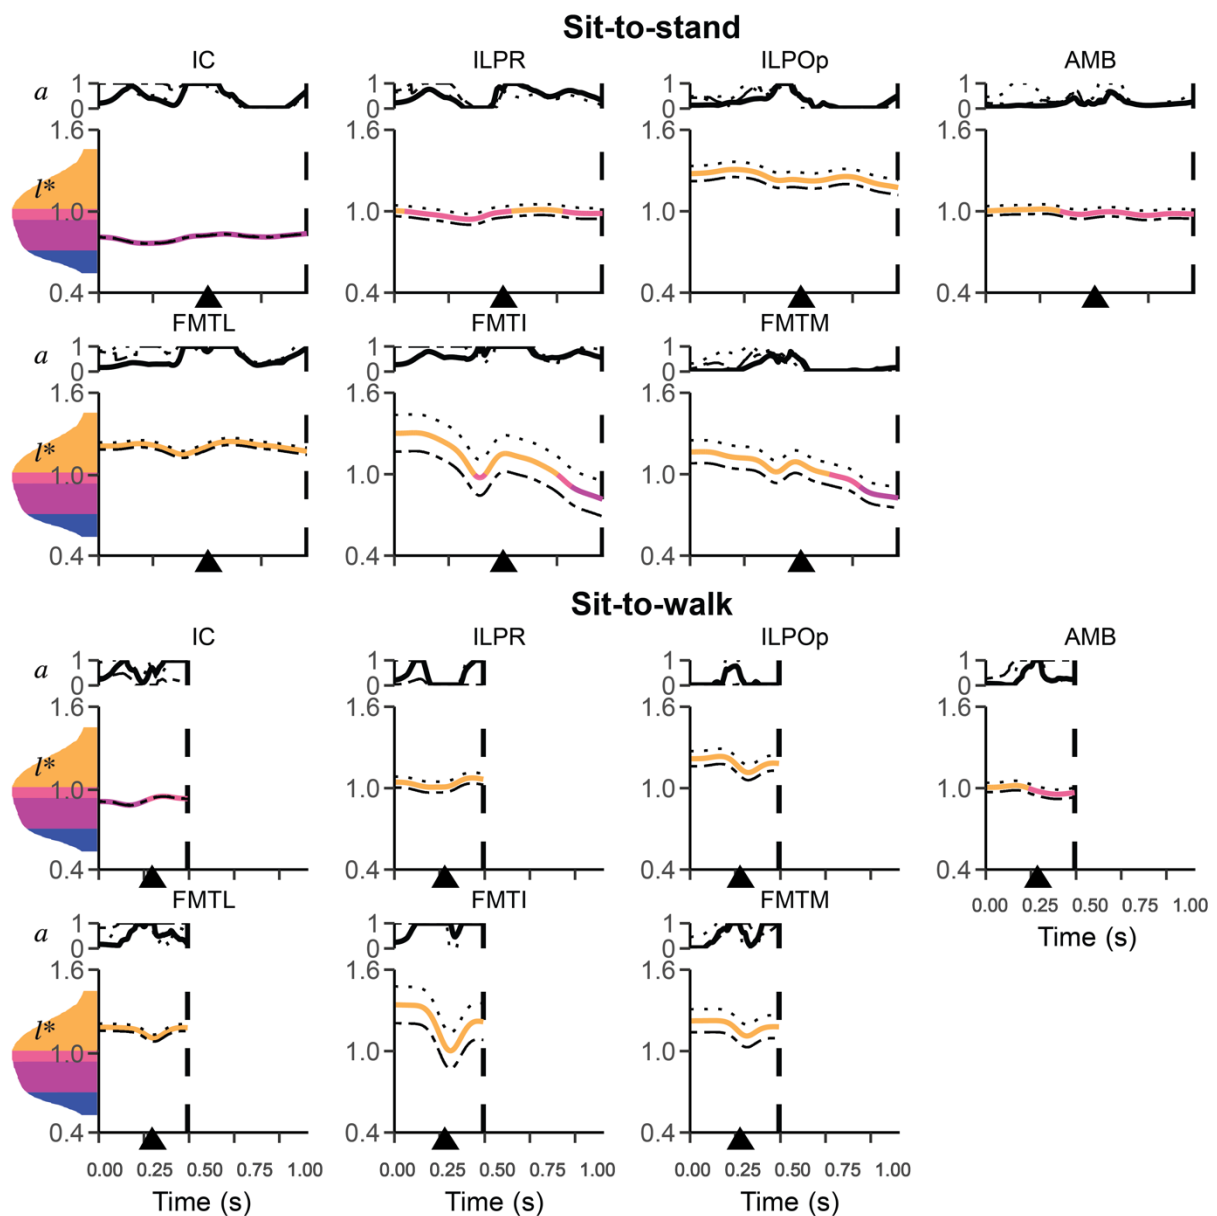 Sit-to-stand
IC ILPR ILPOp AMB
a 1 0 1 0 1 0 1 0
1.6 1.6 1.6 1.6
l*
1.0 1.0 1.0 1.0
0.4 0.4 0.4 0.4
FMTL FMTI FMTM
a 1 0 1 0 1 0
1.6 1.6 1.6
l*
1.0 1.0 1.0
0.4 0.4 0.4
Sit-to-walk
IC ILPR ILPOp AMB
a 1 0 1 0 1 0 1 0
1.6 1.6 1.6 1.6
l*
1.0 1.0 1.0 1.0
0.4 0.4 0.4 0.4
FMTL FMTI FMTM
0.00 0.25 0.50 0.75 1.00
Time (s)
a 1 0 1 0 1 0
1.6 1.6 1.6
l*
1.0 1.0 1.0
0.4 0.4 0.4
0.00 0.25 0.50 0.75 1.00 0.00 0.25 0.50 0.75 1.00 0.00 0.25 0.50 0.75 1.00
Time (s) Time (s) Time (s)